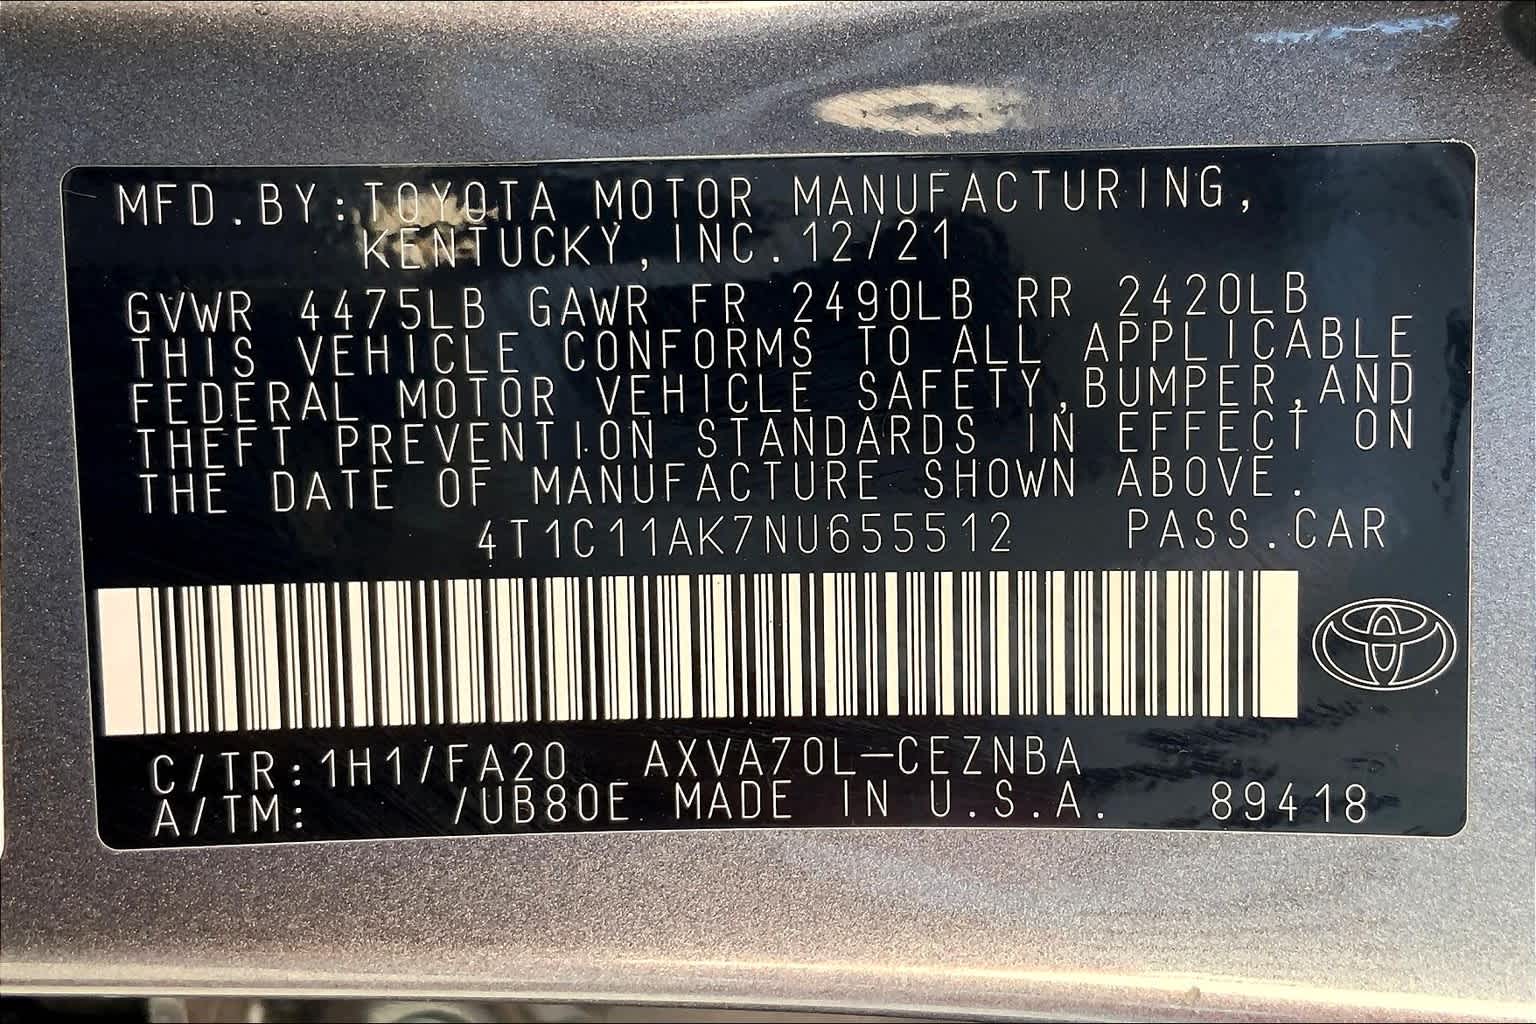 MFD.BY:TOYOTA MOTOR MANUFACTURING,
KENTUCKY,INC.12/21
GVWR 4475LB GAWR FR 2490LB RR 2420LB
THIS VEHICLE CONFORMS TO ALL APPLICABLE
FEDERAL MOTOR VEHICLE SAFETY,BUMPER,AND
THEFT PREVENTION STANDARDS IN EFFECT ON
THE DATE OF MANUFACTURE SHOWN ABOVE.
4T1C11AK7NU655512 PASS.CAR
C/TR:1H1/FA20 AXVA70L-CEZNBA
A/TM: /UB80E MADE IN U.S.A. 89418